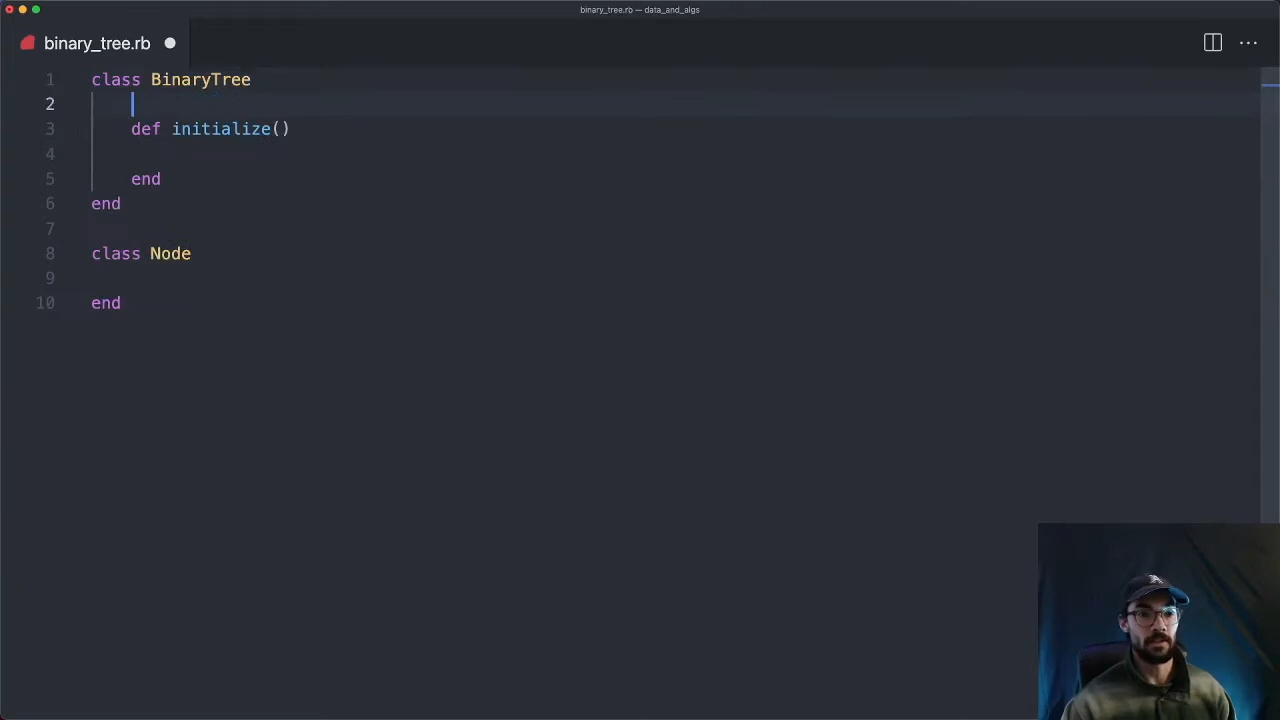 binary_tree.rb — data_and_algs
binary_tree.rb
1 class BinaryTree
2
3 def initialize()
4
5 end
6 end
7
8 class Node
9
10 end